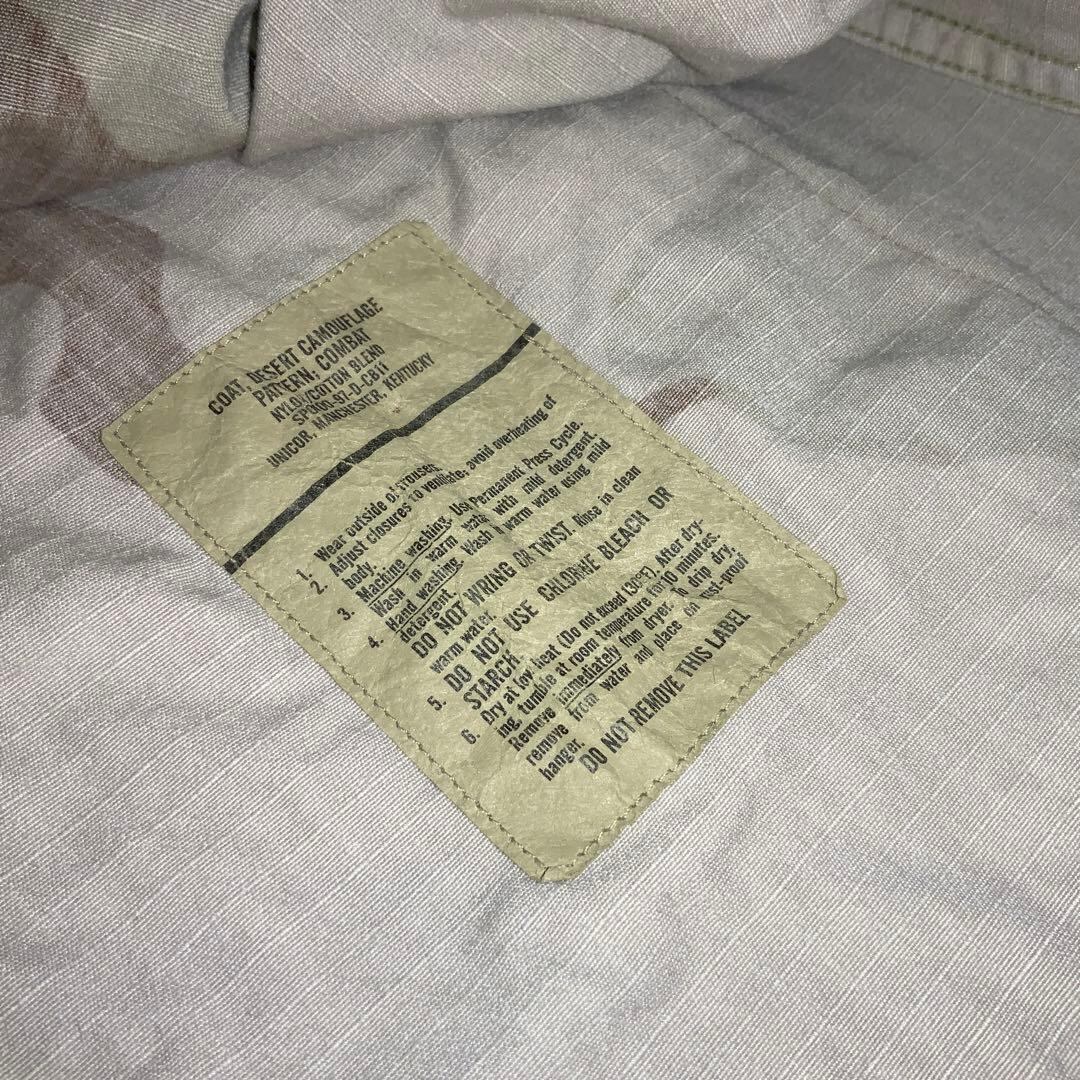 COAT, DESERT CAMOUFLAGE
PATTERN, COMBAT
NYLON/COTTON BLEND
SPO100-97-D-CB11
UNICOR, MANCHESTER, KENTUCKY
1. Wear outside of trousers.
2. Adjust closures to ventilate; avoid overheating of
body.
3. Machine washing. Use Permanent Press Cycle.
Wash in warm water with mild detergent.
4. Hand washing. Wash in warm water using mild
detergent.
DO NOT WRING OR TWIST. Rinse in clean
warm water.
5. DO NOT USE CHLORINE BLEACH OR
STARCH.
6. Dry at low heat (Do not exceed 130°F). After dry-
ing, tumble at room temperature for 10 minutes.
Remove immediately from dryer. To drip dry,
remove from water and place on rust-proof
hanger.
DO NOT REMOVE THIS LABEL